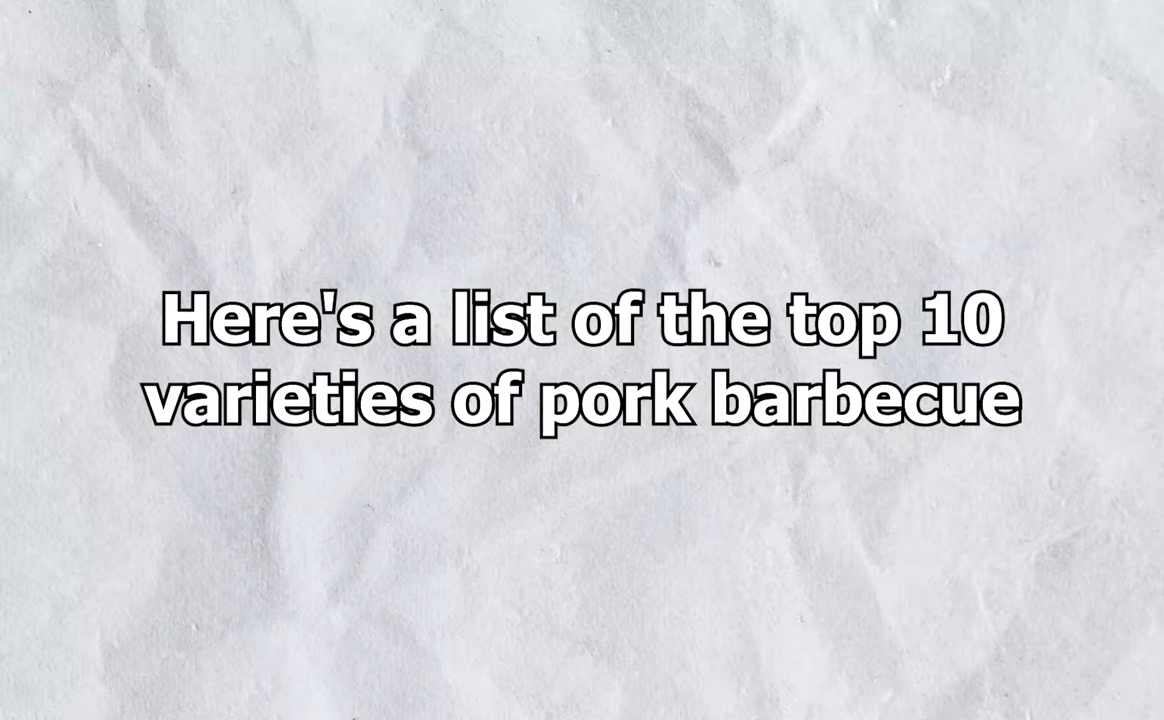 Here's a list of the top 10
varieties of pork barbecue